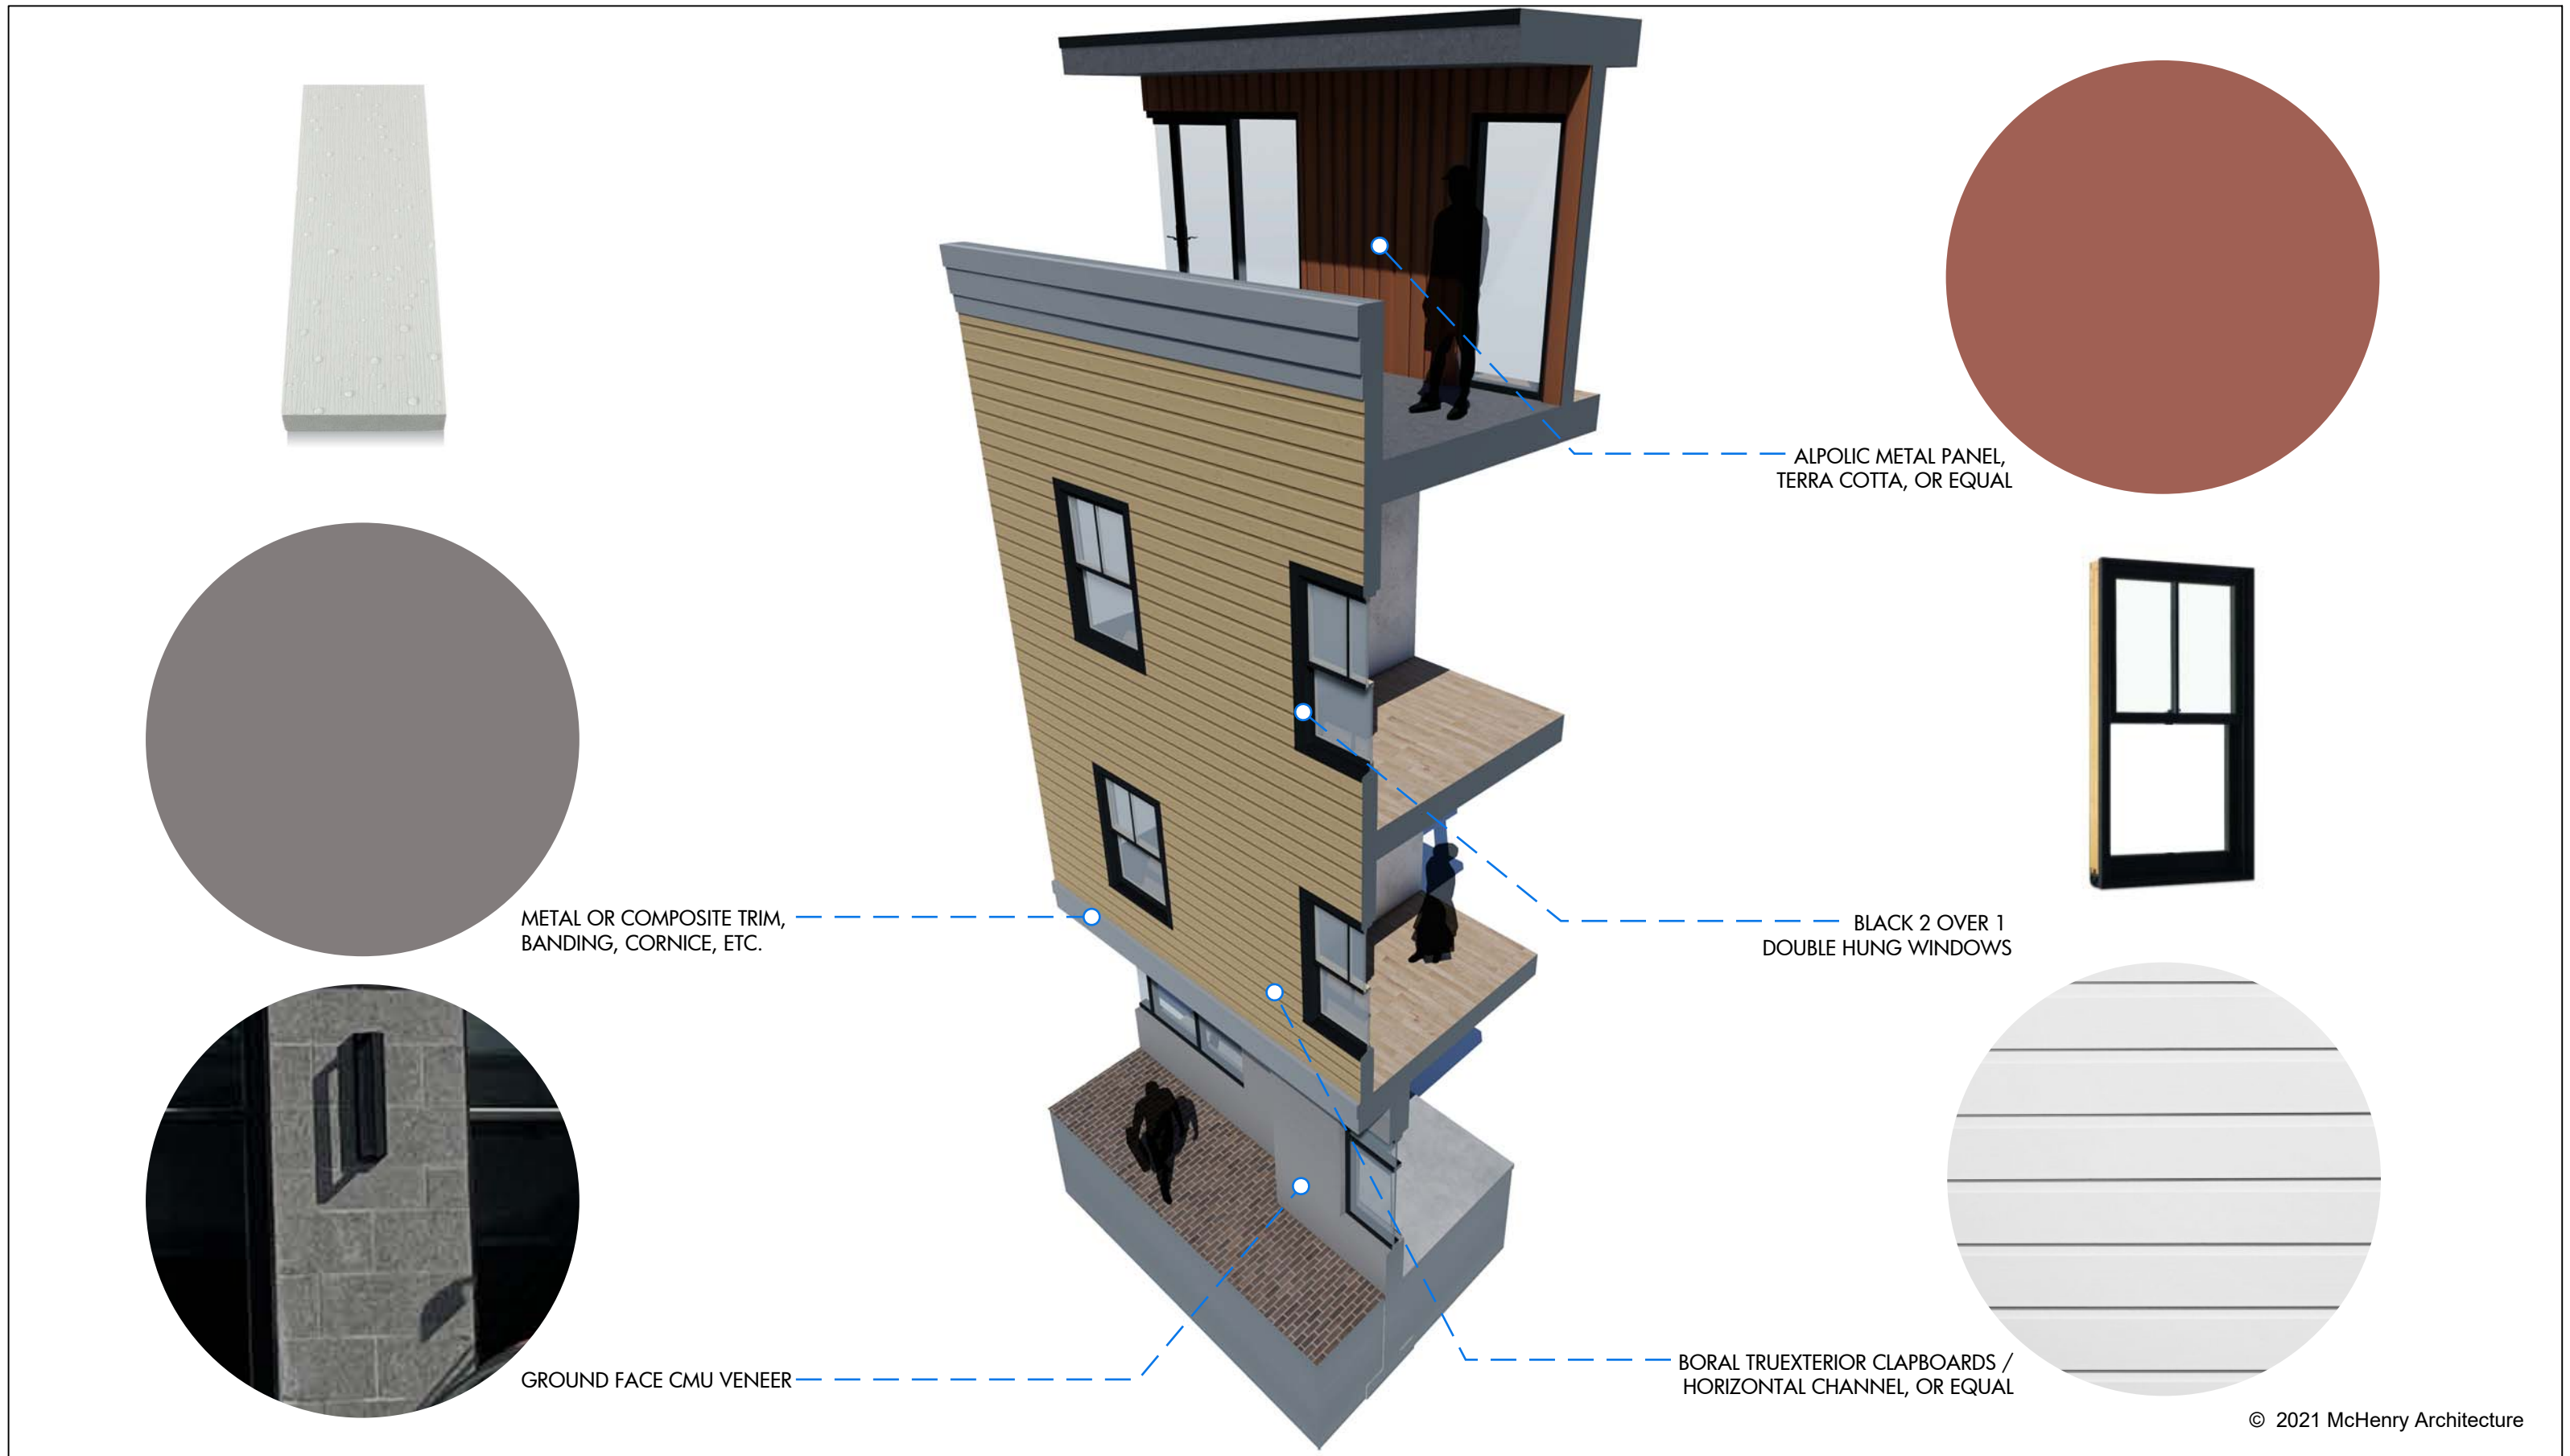 ALPOLIC METAL PANEL,
TERRA COTTA, OR EQUAL
METAL OR COMPOSITE TRIM,
BANDING, CORNICE, ETC.
BLACK 2 OVER 1
DOUBLE HUNG WINDOWS
GROUND FACE CMU VENEER
BORAL TRUEXTERIOR CLAPBOARDS /
HORIZONTAL CHANNEL, OR EQUAL
© 2021 McHenry Architecture